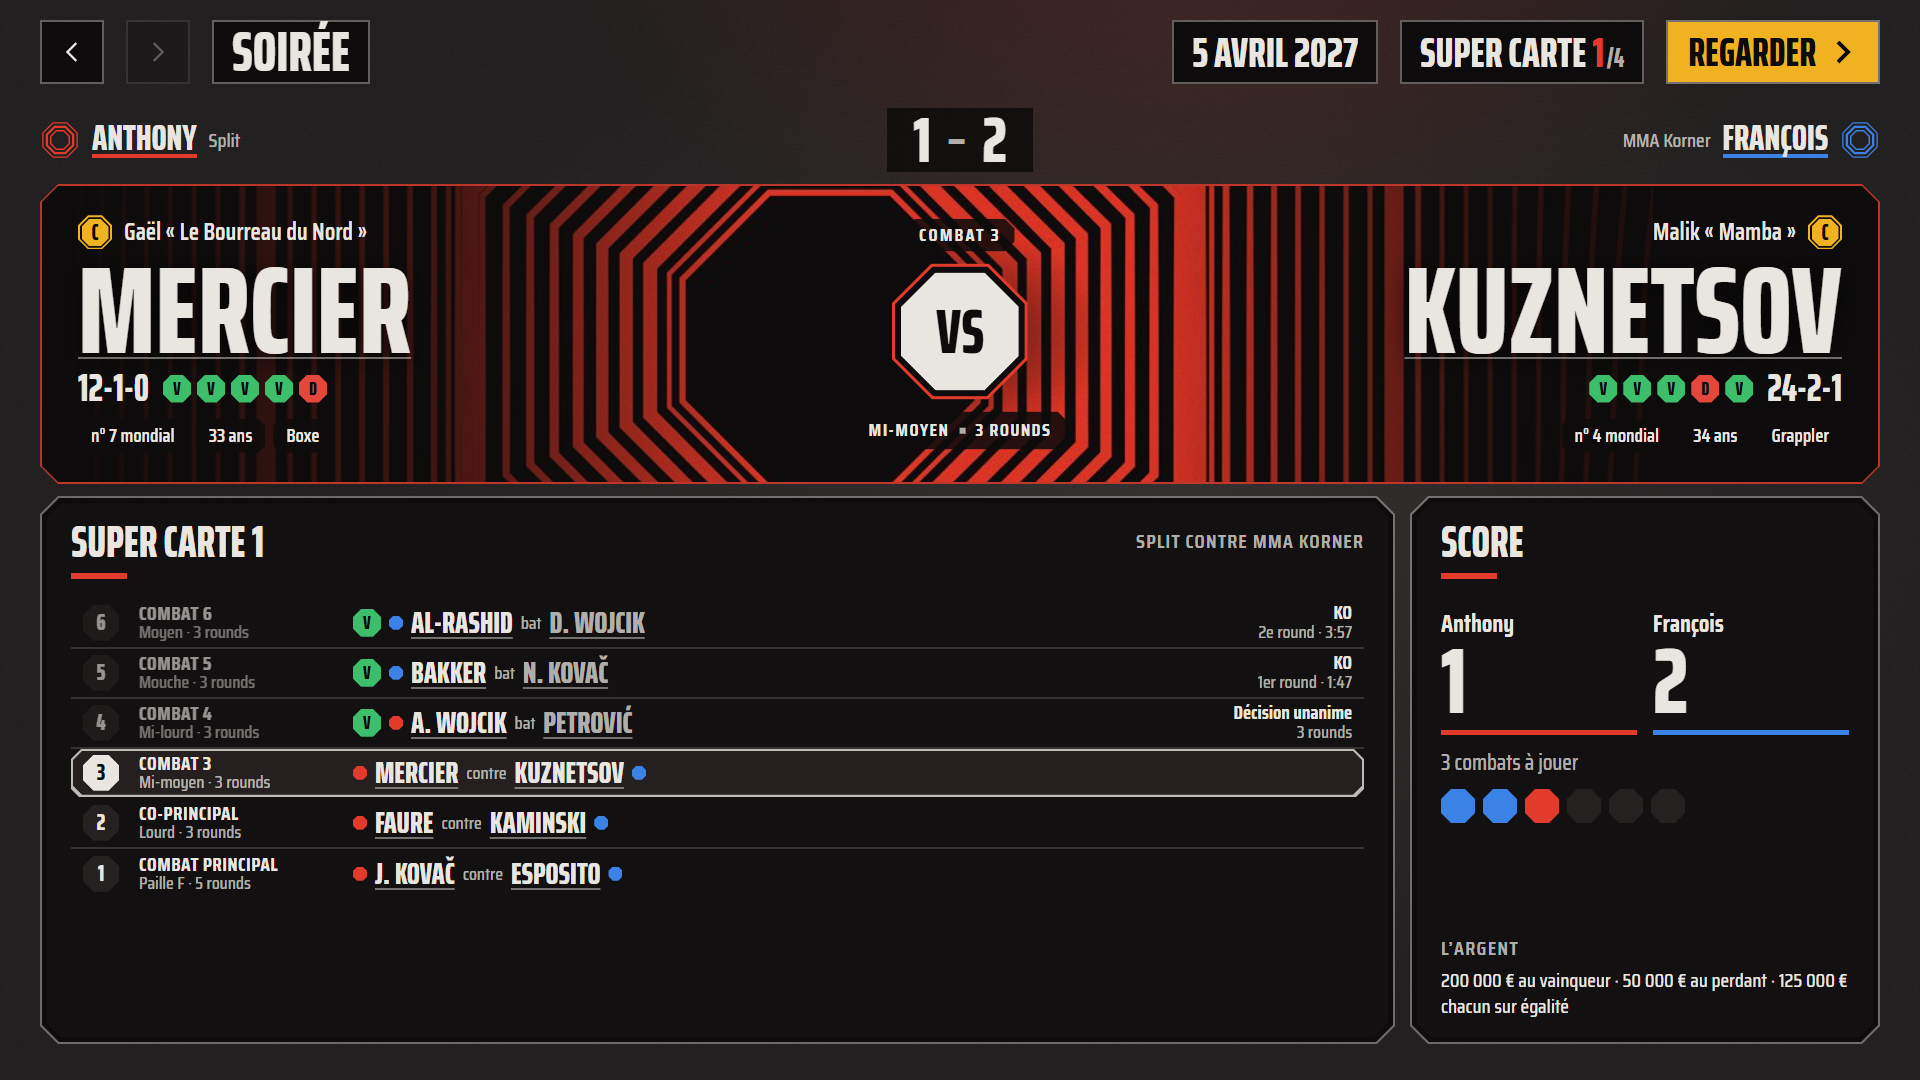 SOIRÉE
5 AVRIL 2027
SUPER CARTE 1/4
REGARDER
ANTHONY Split
1 - 2
MMA Korner FRANÇOIS
C Gaël « Le Bourreau du Nord »
MERCIER
12-1-0 V V V V D
n° 7 mondial 33 ans Boxe
COMBAT 3
VS
MI-MOYEN ■ 3 ROUNDS
Malik « Mamba » C
KUZNETSOV
V V V D V 24-2-1
n° 4 mondial 34 ans Grappler
SUPER CARTE 1
SPLIT CONTRE MMA KORNER
6 COMBAT 6
Moyen · 3 rounds
V AL-RASHID bat D. WOJCIK
KO
2e round · 3:57
5 COMBAT 5
Mouche · 3 rounds
V BAKKER bat N. KOVAČ
KO
1er round · 1:47
4 COMBAT 4
Mi-lourd · 3 rounds
V A. WOJCIK bat PETROVIĆ
Décision unanime
3 rounds
3 COMBAT 3
Mi-moyen · 3 rounds
MERCIER contre KUZNETSOV
2 CO-PRINCIPAL
Lourd · 3 rounds
FAURE contre KAMINSKI
1 COMBAT PRINCIPAL
Paille F · 5 rounds
J. KOVAČ contre ESPOSITO
SCORE
Anthony François
1 2
3 combats à jouer
L'ARGENT
200 000 € au vainqueur · 50 000 € au perdant · 125 000 €
chacun sur égalité